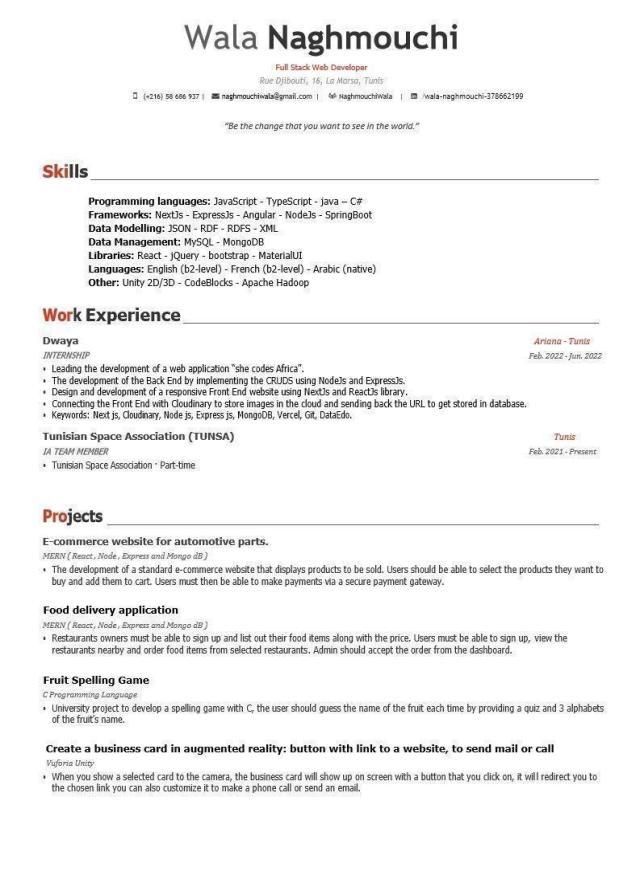 Wala Naghmouchi
Full Stack Web Developer
Rue Djibouti, 16, La Marsa, Tunis
(+216) 58 686 937 | naghmouchiwala@gmail.com | NaghmouchiWala | /wala-naghmouchi-378662199
"Be the change that you want to see in the world."
Skills
Programming languages: JavaScript - TypeScript - java – C#
Frameworks: NextJs - ExpressJs - Angular - NodeJs - SpringBoot
Data Modelling: JSON - RDF - RDFS - XML
Data Management: MySQL - MongoDB
Libraries: React - jQuery - bootstrap - MaterialUI
Languages: English (b2-level) - French (b2-level) - Arabic (native)
Other: Unity 2D/3D - CodeBlocks - Apache Hadoop
Work Experience
Dwaya Ariana - Tunis
INTERNSHIP Feb. 2022 - Jun. 2022
• Leading the development of a web application "she codes Africa".
• The development of the Back End by implementing the CRUDS using NodeJs and ExpressJs.
• Design and development of a responsive Front End website using NextJs and ReactJs library.
• Connecting the Front End with Cloudinary to store images in the cloud and sending back the URL to get stored in database.
• Keywords: Next js, Cloudinary, Node js, Express js, MongoDB, Vercel, Git, DataEdo.
Tunisian Space Association (TUNSA) Tunis
IA TEAM MEMBER Feb. 2021 - Present
• Tunisian Space Association · Part-time
Projects
E-commerce website for automotive parts.
MERN ( React , Node , Express and Mongo dB )
• The development of a standard e-commerce website that displays products to be sold. Users should be able to select the products they want to
buy and add them to cart. Users must then be able to make payments via a secure payment gateway.
Food delivery application
MERN ( React , Node , Express and Mongo dB )
• Restaurants owners must be able to sign up and list out their food items along with the price. Users must be able to sign up, view the
restaurants nearby and order food items from selected restaurants. Admin should accept the order from the dashboard.
Fruit Spelling Game
C Programming Language
• University project to develop a spelling game with C, the user should guess the name of the fruit each time by providing a quiz and 3 alphabets
of the fruit's name.
Create a business card in augmented reality: button with link to a website, to send mail or call
Vuforia Unity
• When you show a selected card to the camera, the business card will show up on screen with a button that you click on, it will redirect you to
the chosen link you can also customize it to make a phone call or send an email.